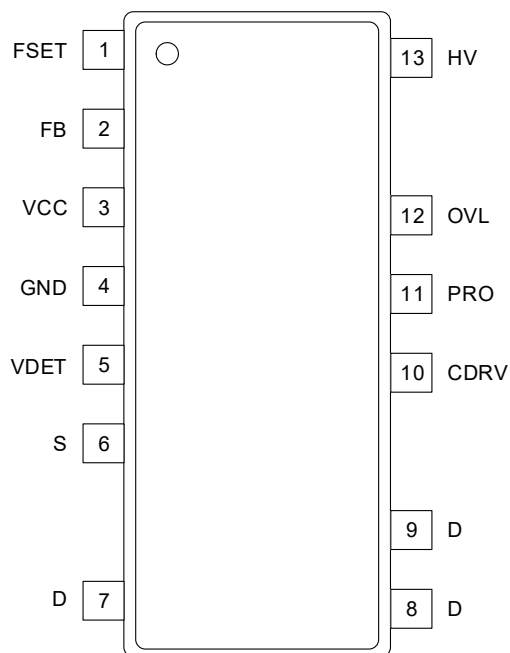 FSET 1
13 HV
FB 2
VCC 3
12 OVL
GND 4
11 PRO
VDET 5
10 CDRV
S 6
9 D
D 7
8 D